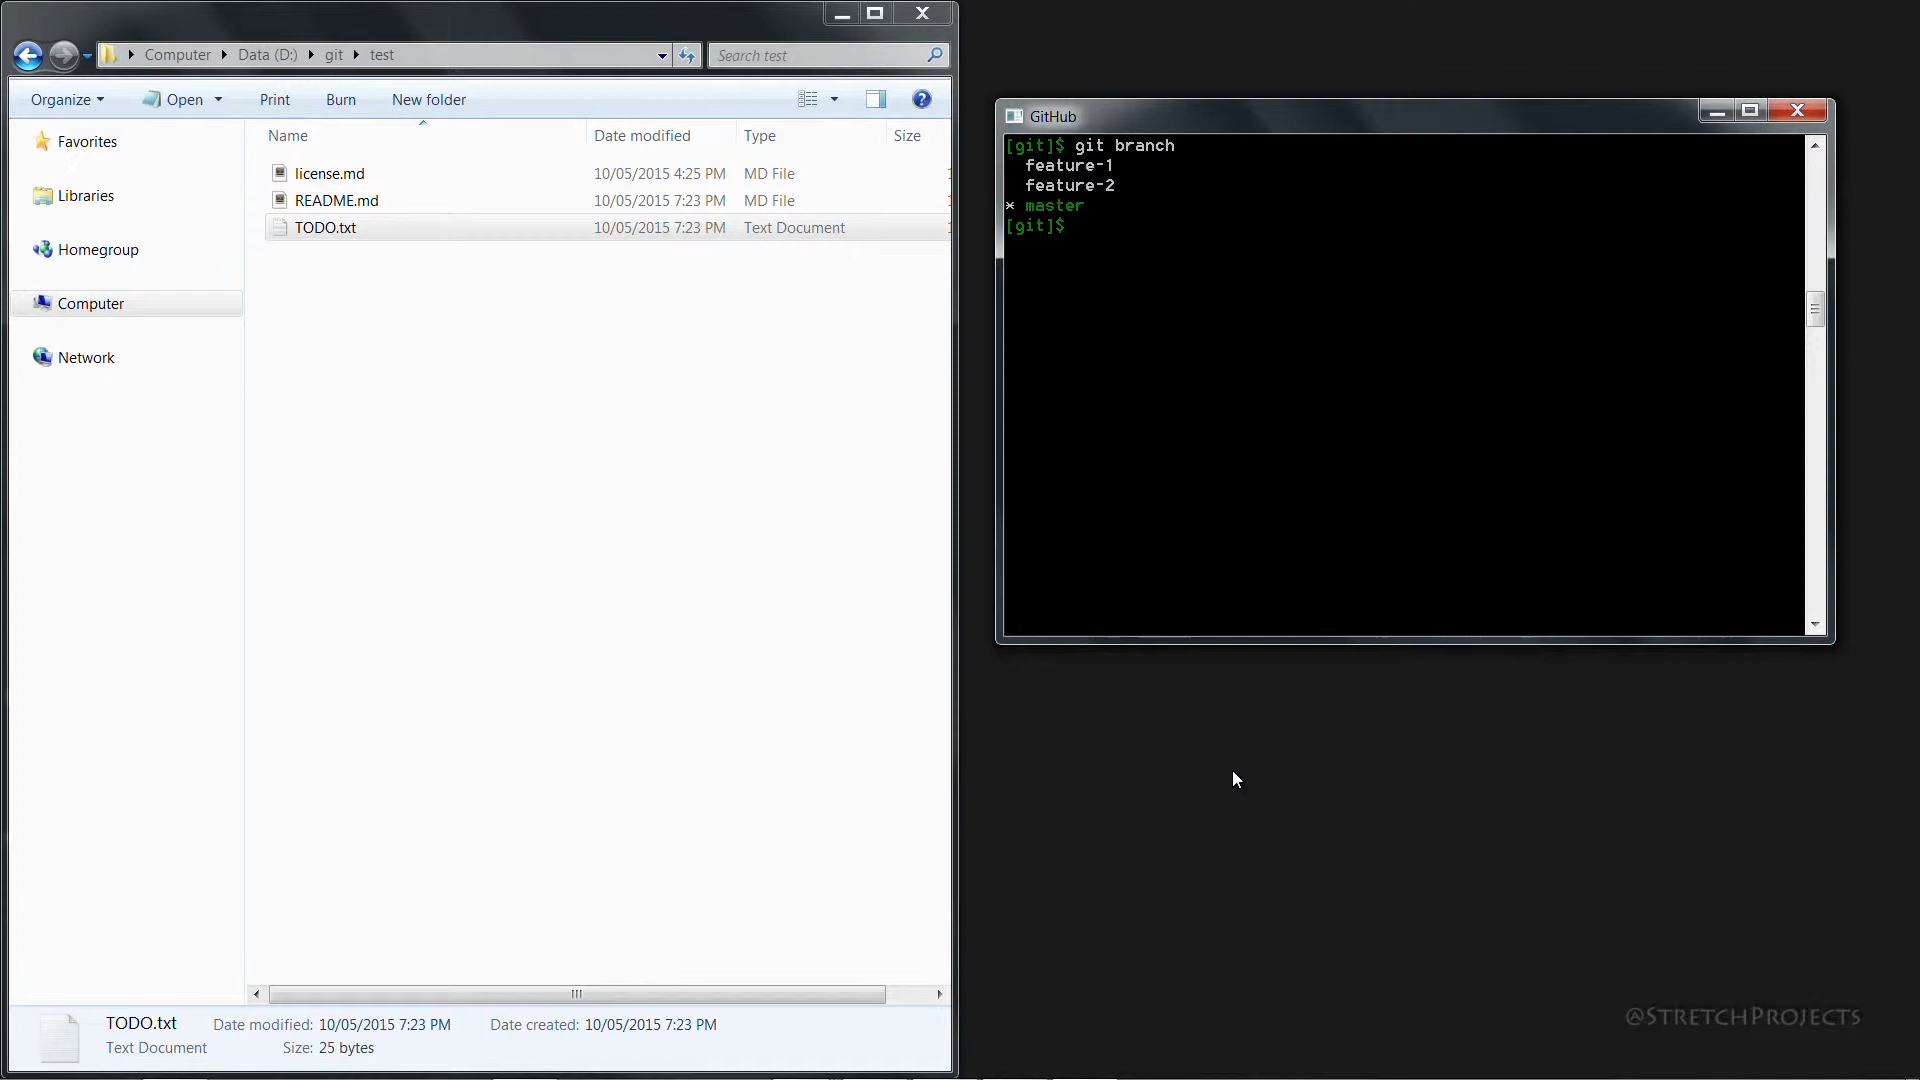 Computer Data (D:) git test
Search test
Organize Open Print Burn New folder
Name Date modified Type Size
Favorites
Libraries
Homegroup
Computer
Network
license.md 10/05/2015 4:25 PM MD File
README.md 10/05/2015 7:23 PM MD File
TODO.txt 10/05/2015 7:23 PM Text Document
TODO.txt Date modified: 10/05/2015 7:23 PM Date created: 10/05/2015 7:23 PM
Text Document Size: 25 bytes
GitHub
[git]$ git branch
feature-1
feature-2
* master
[git]$
@StretchProjects